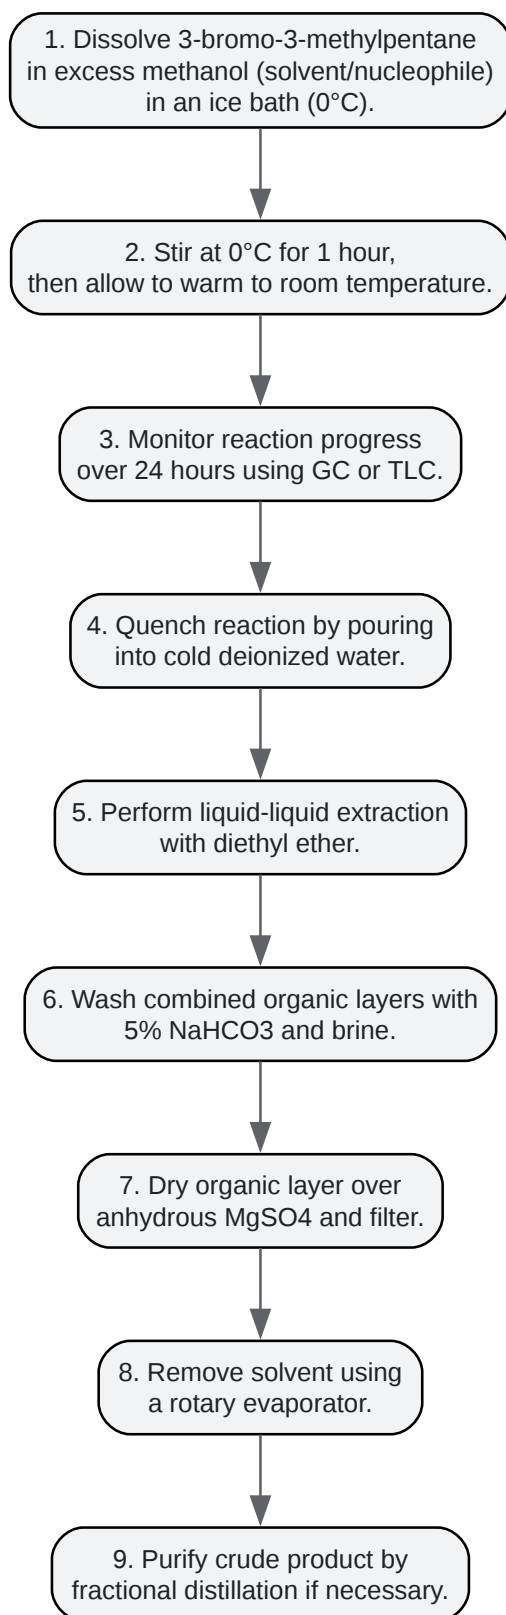 1. Dissolve 3-bromo-3-methylpentane
in excess methanol (solvent/nucleophile)
in an ice bath (0°C).
2. Stir at 0°C for 1 hour,
then allow to warm to room temperature.
3. Monitor reaction progress
over 24 hours using GC or TLC.
4. Quench reaction by pouring
into cold deionized water.
5. Perform liquid-liquid extraction
with diethyl ether.
6. Wash combined organic layers with
5% NaHCO3 and brine.
7. Dry organic layer over
anhydrous MgSO4 and filter.
8. Remove solvent using
a rotary evaporator.
9. Purify crude product by
fractional distillation if necessary.